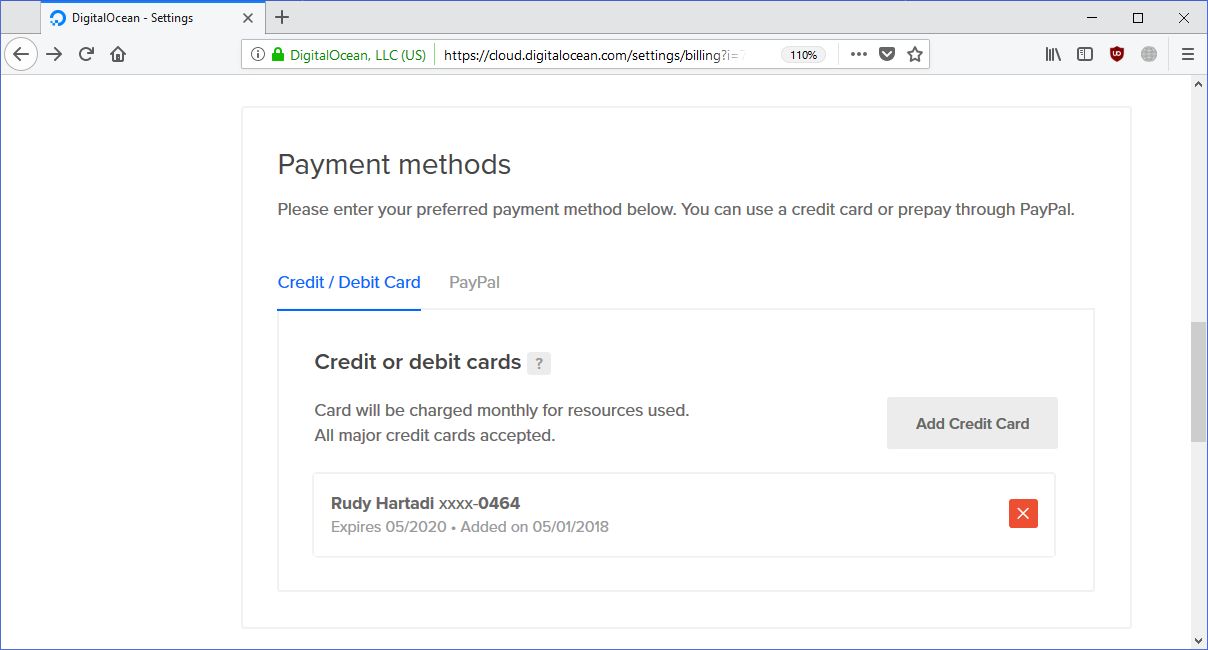 DigitalOcean - Settings
DigitalOcean, LLC (US) https://cloud.digitalocean.com/settings/billing?i= 110%
Payment methods
Please enter your preferred payment method below. You can use a credit card or prepay through PayPal.
Credit / Debit Card PayPal
Credit or debit cards ?
Card will be charged monthly for resources used.
All major credit cards accepted.
Add Credit Card
Rudy Hartadi xxxx-0464
Expires 05/2020 • Added on 05/01/2018